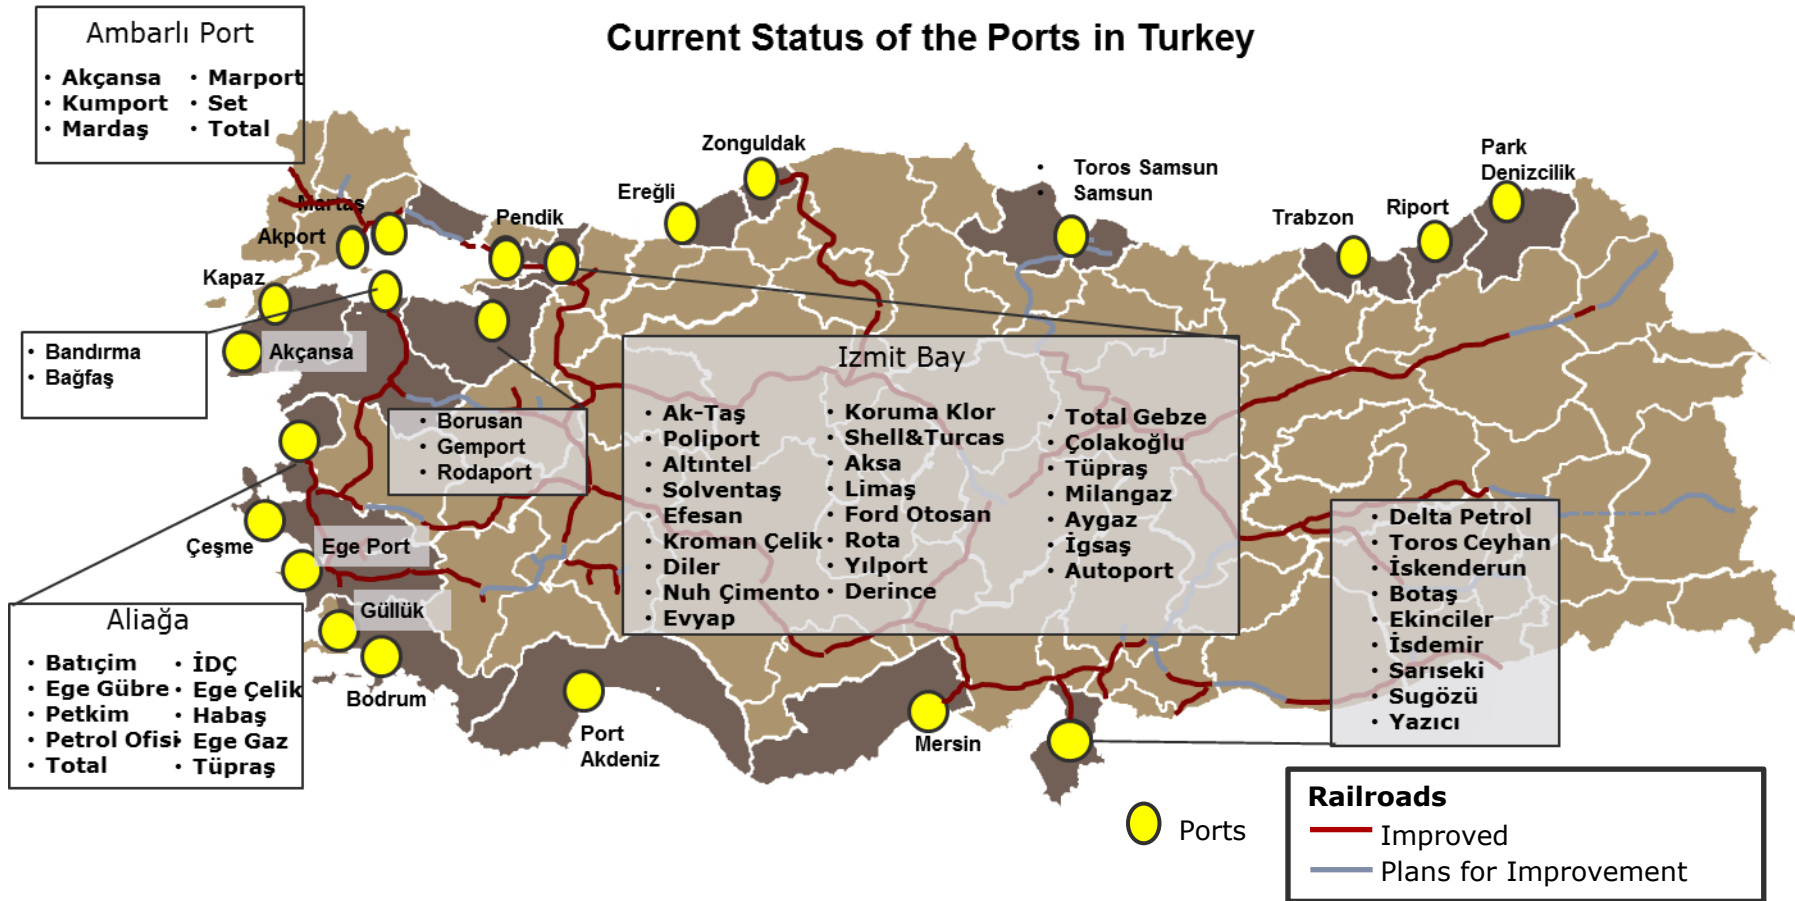 Current Status of the Ports in Turkey
Ambarlı Port
• Akçansa
• Kumport
• Mardaş
• Marport
• Set
• Total
Martaş
Akport
Kapaz
Akçansa
Pendik
Ereğli
Zonguldak
• Toros Samsun
• Samsun
Trabzon
Riport
Park
Denizcilik
• Bandırma
• Bağfaş
• Borusan
• Gemport
• Rodaport
Izmit Bay
• Ak-Taş
• Poliport
• Altıntel
• Solventaş
• Efesan
• Kroman Çelik
• Diler
• Nuh Çimento
• Evyap
• Koruma Klor
• Shell&Turcas
• Aksa
• Limaş
• Ford Otosan
• Rota
• Yılport
• Derince
• Total Gebze
• Çolakoğlu
• Tüpraş
• Milangaz
• Aygaz
• İgsaş
• Autoport
Çeşme
Ege Port
Güllük
Bodrum
Port
Akdeniz
Mersin
Aliağa
• Batıçim
• Ege Gübre
• Petkim
• Petrol Ofisi
• Total
• İDÇ
• Ege Çelik
• Habaş
• Ege Gaz
• Tüpraş
• Delta Petrol
• Toros Ceyhan
• İskenderun
• Botaş
• Ekinciler
• İsdemir
• Sarıseki
• Sugözü
• Yazıcı
Ports
Railroads
Improved
Plans for Improvement